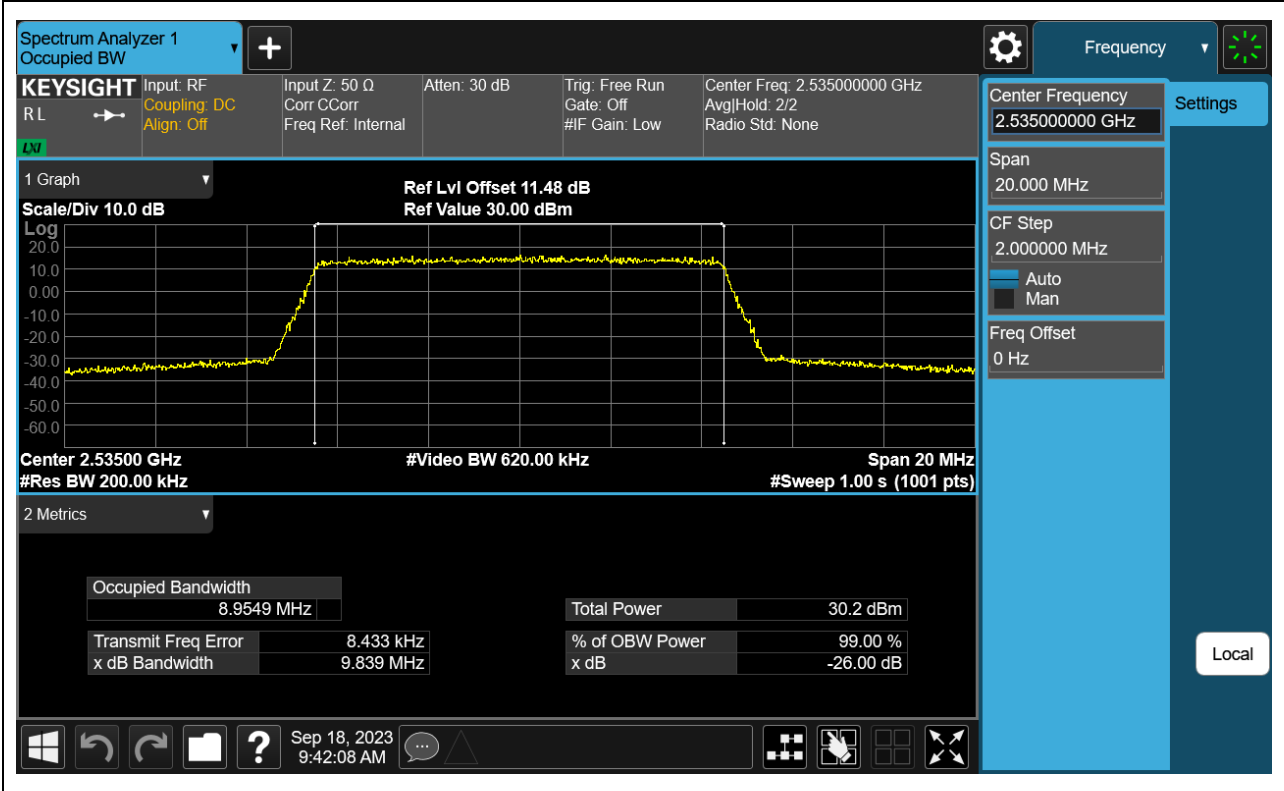 Spectrum Analyzer 1
Occupied BW
Frequency
KEYSIGHT
R L
LXI
Input: RF
Coupling: DC
Align: Off
Input Z: 50 Ω
Corr CCorr
Freq Ref: Internal
Atten: 30 dB
Trig: Free Run
Gate: Off
#IF Gain: Low
Center Freq: 2.535000000 GHz
Avg|Hold: 2/2
Radio Std: None
Center Frequency
2.535000000 GHz
Settings
Span
20.000 MHz
CF Step
2.000000 MHz
Auto
Man
Freq Offset
0 Hz
Local
1 Graph
Ref Lvl Offset 11.48 dB
Scale/Div 10.0 dB
Ref Value 30.00 dBm
Log
20.0
10.0
0.00
-10.0
-20.0
-30.0
-40.0
-50.0
-60.0
Center 2.53500 GHz
#Video BW 620.00 kHz
Span 20 MHz
#Res BW 200.00 kHz
#Sweep 1.00 s (1001 pts)
2 Metrics
Occupied Bandwidth
8.9549 MHz
Total Power 30.2 dBm
Transmit Freq Error 8.433 kHz
% of OBW Power 99.00 %
x dB Bandwidth 9.839 MHz
x dB -26.00 dB
?
Sep 18, 2023
9:42:08 AM